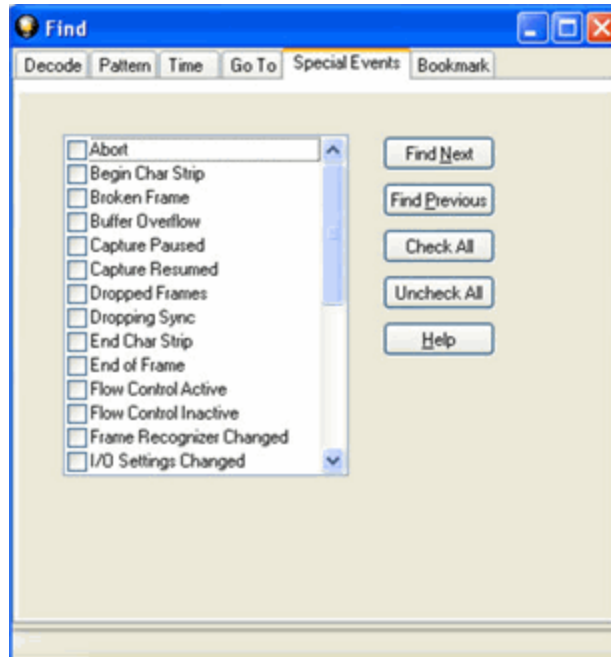 Find
Decode Pattern Time Go To Special Events Bookmark
Abort
Begin Char Strip
Broken Frame
Buffer Overflow
Capture Paused
Capture Resumed
Dropped Frames
Dropping Sync
End Char Strip
End of Frame
Flow Control Active
Flow Control Inactive
Frame Recognizer Changed
I/O Settings Changed
Find Next
Find Previous
Check All
Uncheck All
Help